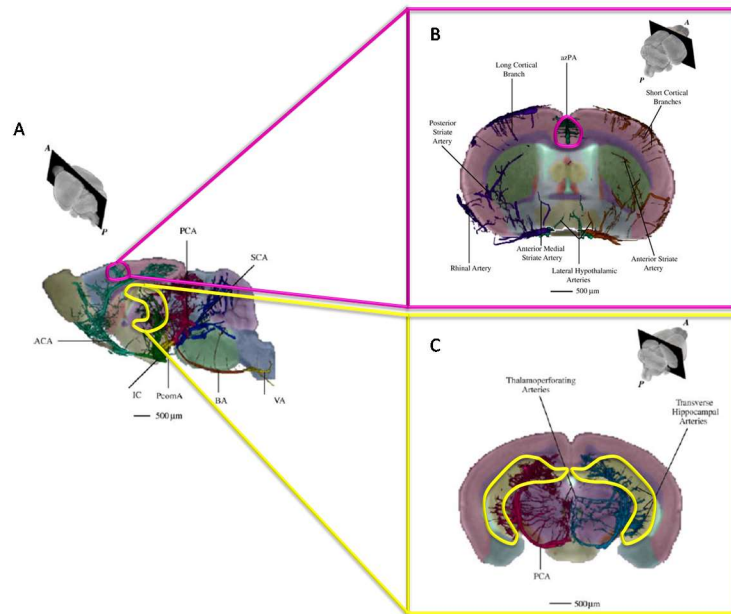 A
A
P
PCA
SCA
ACA
IC
PcomA
BA
VA
500 µm
B
A
P
Long Cortical
Branch
azPA
Short Cortical
Branches
Posterior
Striate
Artery
Rhinal Artery
Anterior Medial
Striate Artery
Lateral Hypothalamic
Arteries
Anterior Striate
Artery
500 µm
C
A
P
Thalamoperforating
Arteries
Transverse
Hippocampal
Arteries
PCA
500 µm